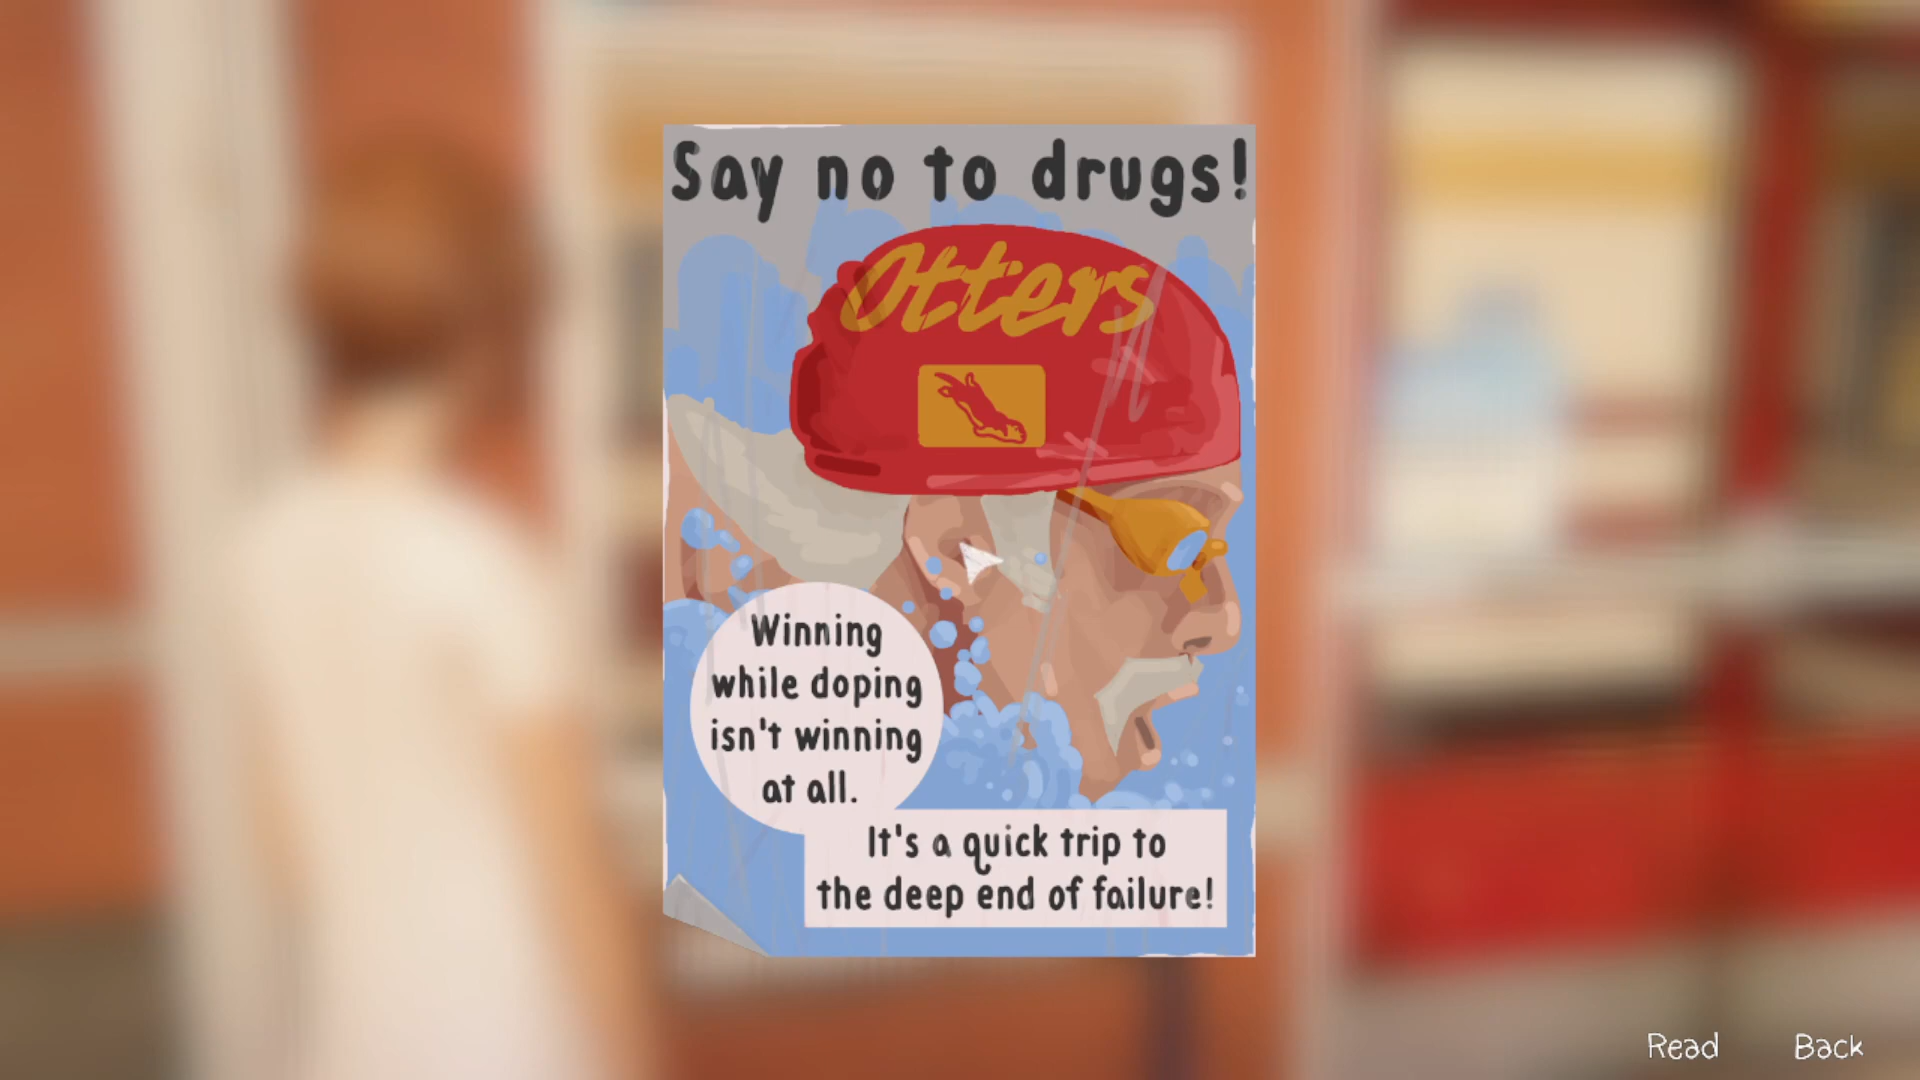 Say no to drugs!
Otters
Winning
while doping
isn't winning
at all.
It's a quick trip to
the deep end of failure!
Read
Back